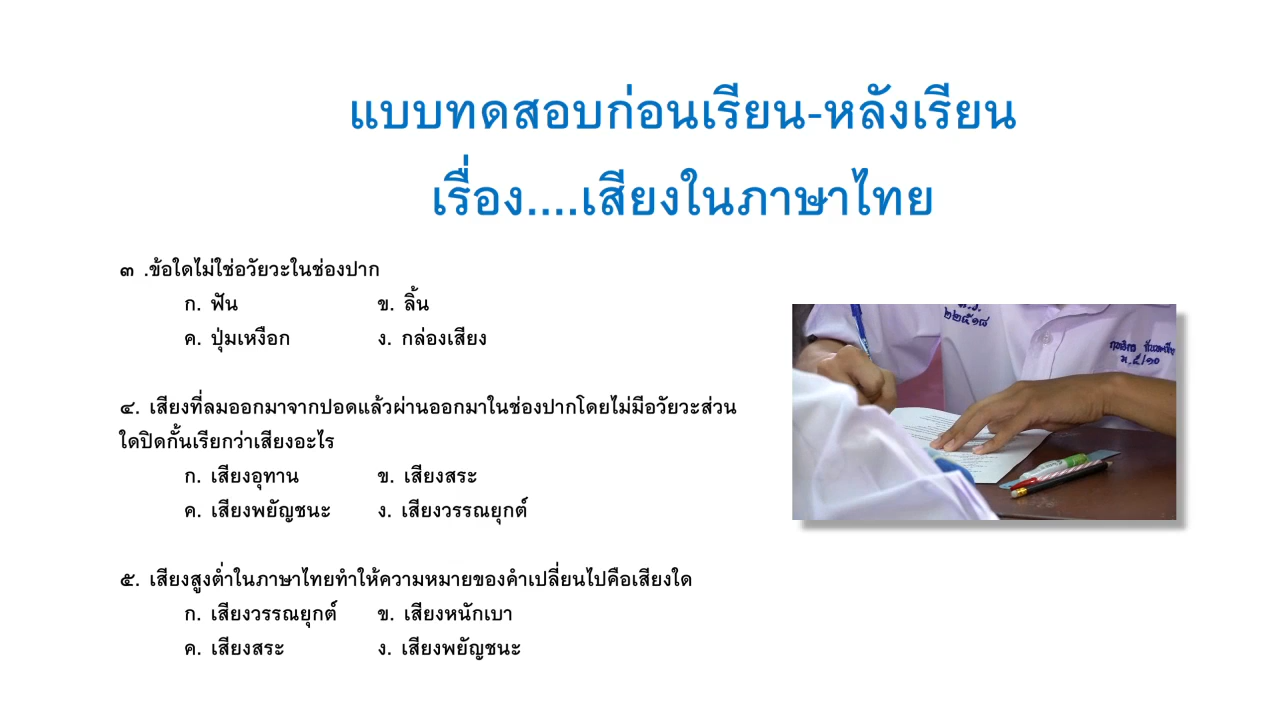 แบบทดสอบก่อนเรียน-หลังเรียน
เรื่อง....เสียงในภาษาไทย
๓ .ข้อใดไม่ใช่อวัยวะในช่องปาก
ก. ฟัน ข. ลิ้น
ค. ปุ่มเหงือก ง. กล่องเสียง
๔. เสียงที่ลมออกมาจากปอดแล้วผ่านออกมาในช่องปากโดยไม่มีอวัยวะส่วน
ใดปิดกั้นเรียกว่าเสียงอะไร
ก. เสียงอุทาน ข. เสียงสระ
ค. เสียงพยัญชนะ ง. เสียงวรรณยุกต์
๕. เสียงสูงต่ำในภาษาไทยทำให้ความหมายของคำเปลี่ยนไปคือเสียงใด
ก. เสียงวรรณยุกต์ ข. เสียงหนักเบา
ค. เสียงสระ ง. เสียงพยัญชนะ
๒๒๕๑๘
ม.๕/๑๐